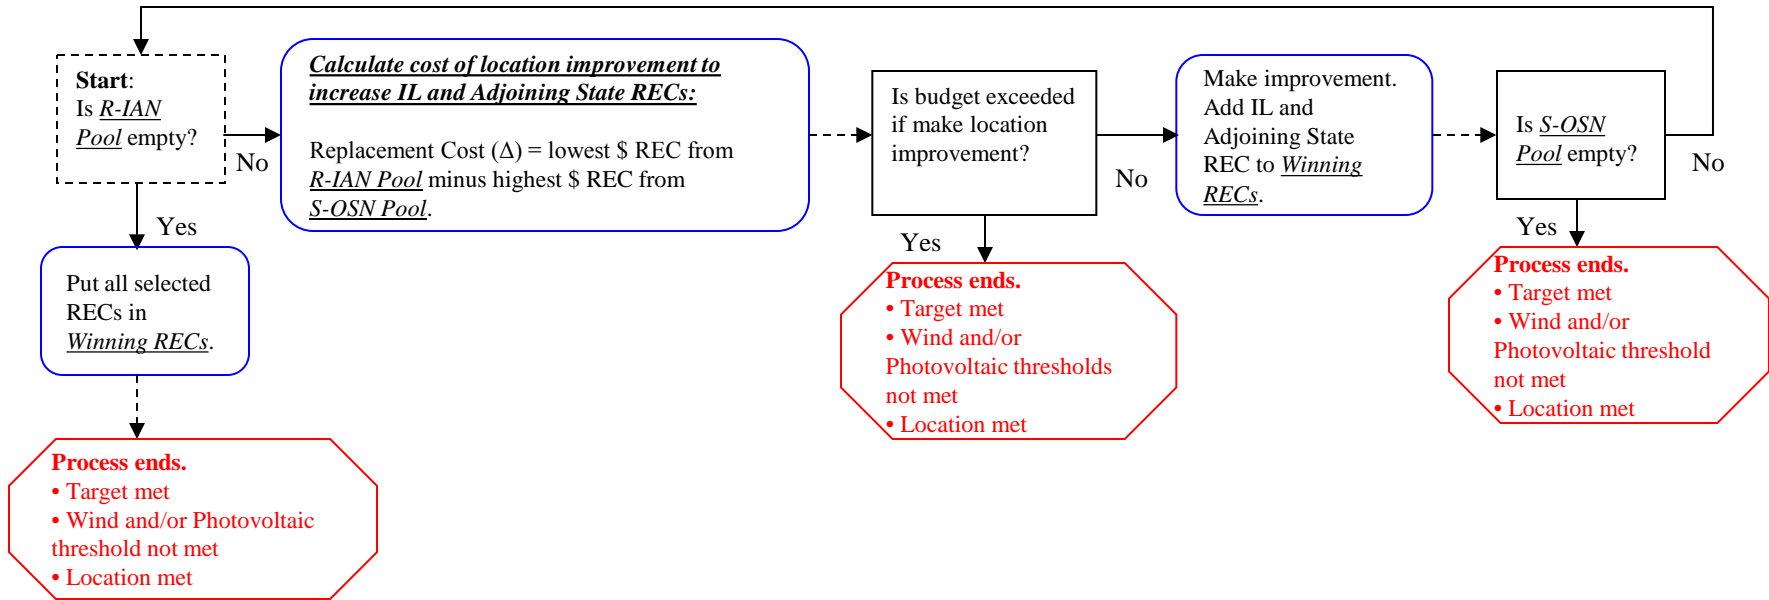 Start:
Is R-IAN
Pool empty?
No
Yes
Calculate cost of location improvement to
increase IL and Adjoining State RECs:
Replacement Cost (Δ) = lowest $ REC from
R-IAN Pool minus highest $ REC from
S-OSN Pool.
Is budget exceeded
if make location
improvement?
No
Yes
Make improvement.
Add IL and
Adjoining State
REC to Winning
RECs.
Is S-OSN
Pool empty?
No
Yes
Put all selected
RECs in
Winning RECs.
Process ends.
• Target met
• Wind and/or
Photovoltaic thresholds
not met
• Location met
Process ends.
• Target met
• Wind and/or
Photovoltaic threshold
not met
• Location met
Process ends.
• Target met
• Wind and/or Photovoltaic
threshold not met
• Location met